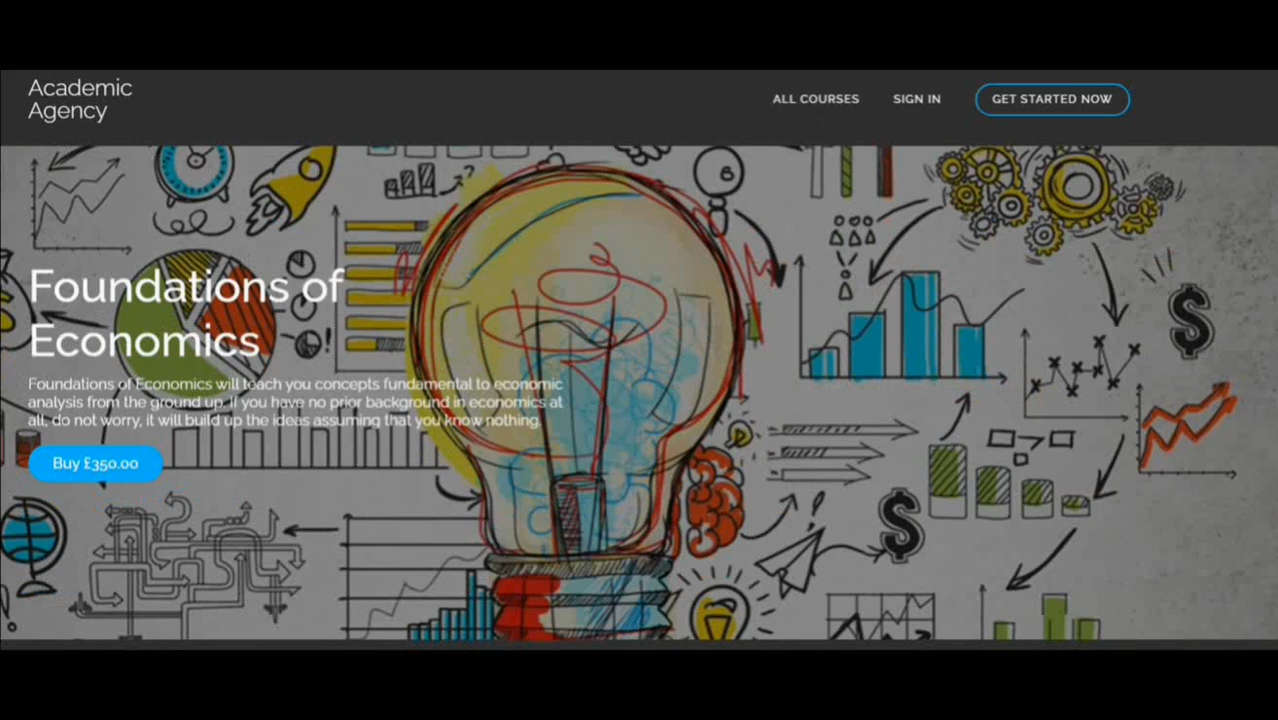 Academic
Agency
ALL COURSES
SIGN IN
GET STARTED NOW
Foundations of
Economics
Foundations of Economics will teach you concepts fundamental to economic
analysis from the ground up. If you have no prior background in economics at
all, do not worry, it will build up the ideas assuming that you know nothing.
Buy £350.00